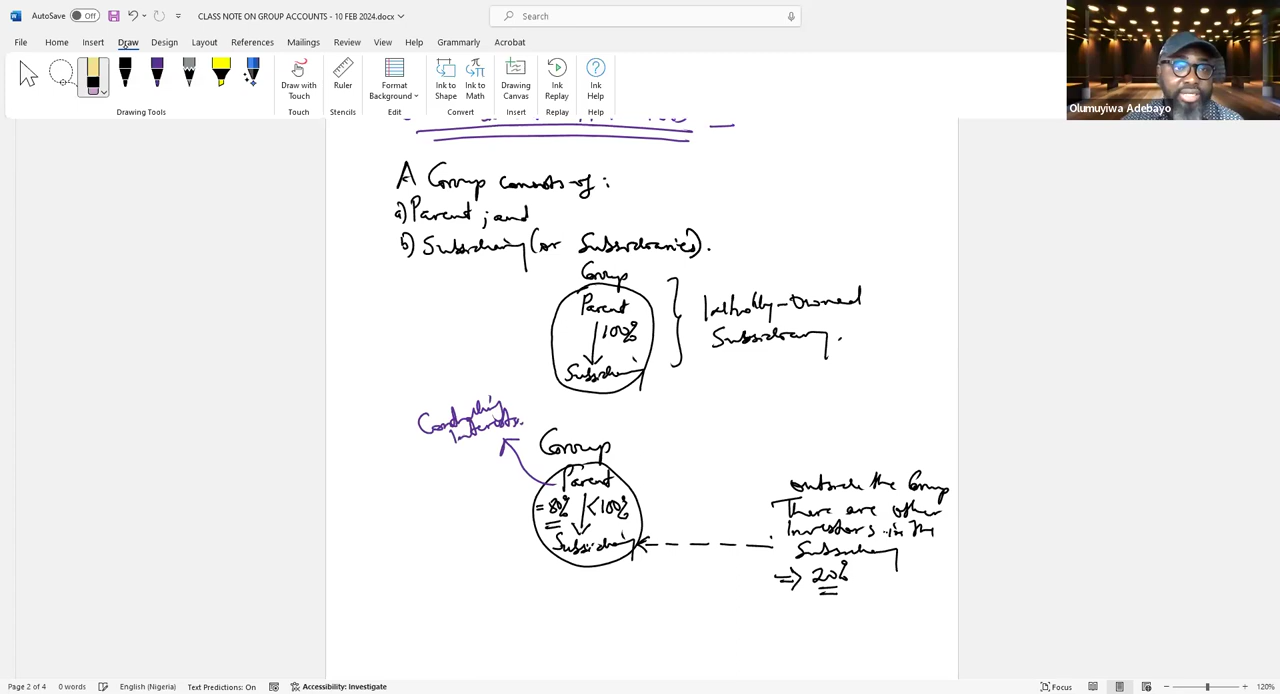 AutoSave Off
CLASS NOTE ON GROUP ACCOUNTS - 10 FEB 2024.docx
Search
File Home Insert Draw Design Layout References Mailings Review View Help Grammarly Acrobat
Draw with Touch
Ruler
Format Background
Ink to Shape
Ink to Math
Drawing Canvas
Ink Replay
Ink Help
Drawing Tools Touch Stencils Edit Convert Insert Replay Help
Olumuyiwa Adebayo
A Group consists of:
a) Parent; and
b) Subsidiary (or Subsidiaries).
Group
Parent
100%
Subsidiary
Wholly-Owned
Subsidiary.
Controlling
Interests.
Group
Parent
= 80% < 100%
Subsidiary
outside the Group
There are other
Investors in the
Subsidiary
=> 20%
Page 2 of 4 0 words English (Nigeria) Text Predictions: On Accessibility: Investigate Focus 120%